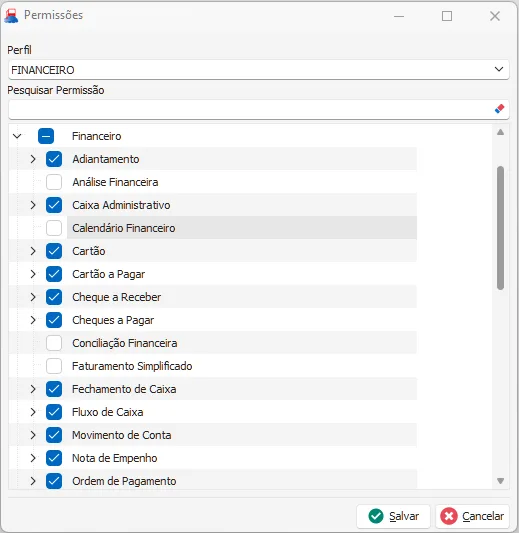 Permissões
Perfil
FINANCEIRO
Pesquisar Permissão
Financeiro
Adiantamento
Análise Financeira
Caixa Administrativo
Calendário Financeiro
Cartão
Cartão a Pagar
Cheque a Receber
Cheques a Pagar
Conciliação Financeira
Faturamento Simplificado
Fechamento de Caixa
Fluxo de Caixa
Movimento de Conta
Nota de Empenho
Ordem de Pagamento
Salvar Cancelar